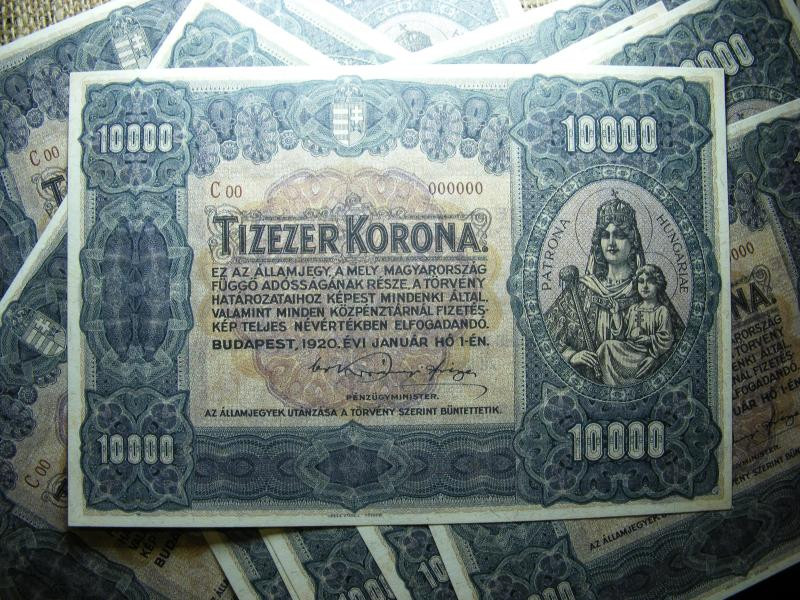 10000
10000
C 00
000000
TIZEZER KORONA.
EZ AZ ÁLLAMJEGY, A MELY MAGYARORSZÁG
FÜGGŐ ADÓSSÁGÁNAK RÉSZE, A TÖRVÉNY
HATÁROZATAIHOZ KÉPEST MINDENKI ÁLTAL,
VALAMINT MINDEN KÖZPÉNZTÁRNÁL FIZETÉS-
KÉP TELJES NÉVÉRTÉKBEN ELFOGADANDÓ.
BUDAPEST, 1920. ÉVI JANUÁR HÓ 1-ÉN.
PÉNZÜGYMINISTER.
AZ ÁLLAMJEGYEK UTÁNZÁSA A TÖRVÉNY SZERINT BÜNTETTETIK.
PATRONA HUNGARIAE
10000
10000
C 00
C 00